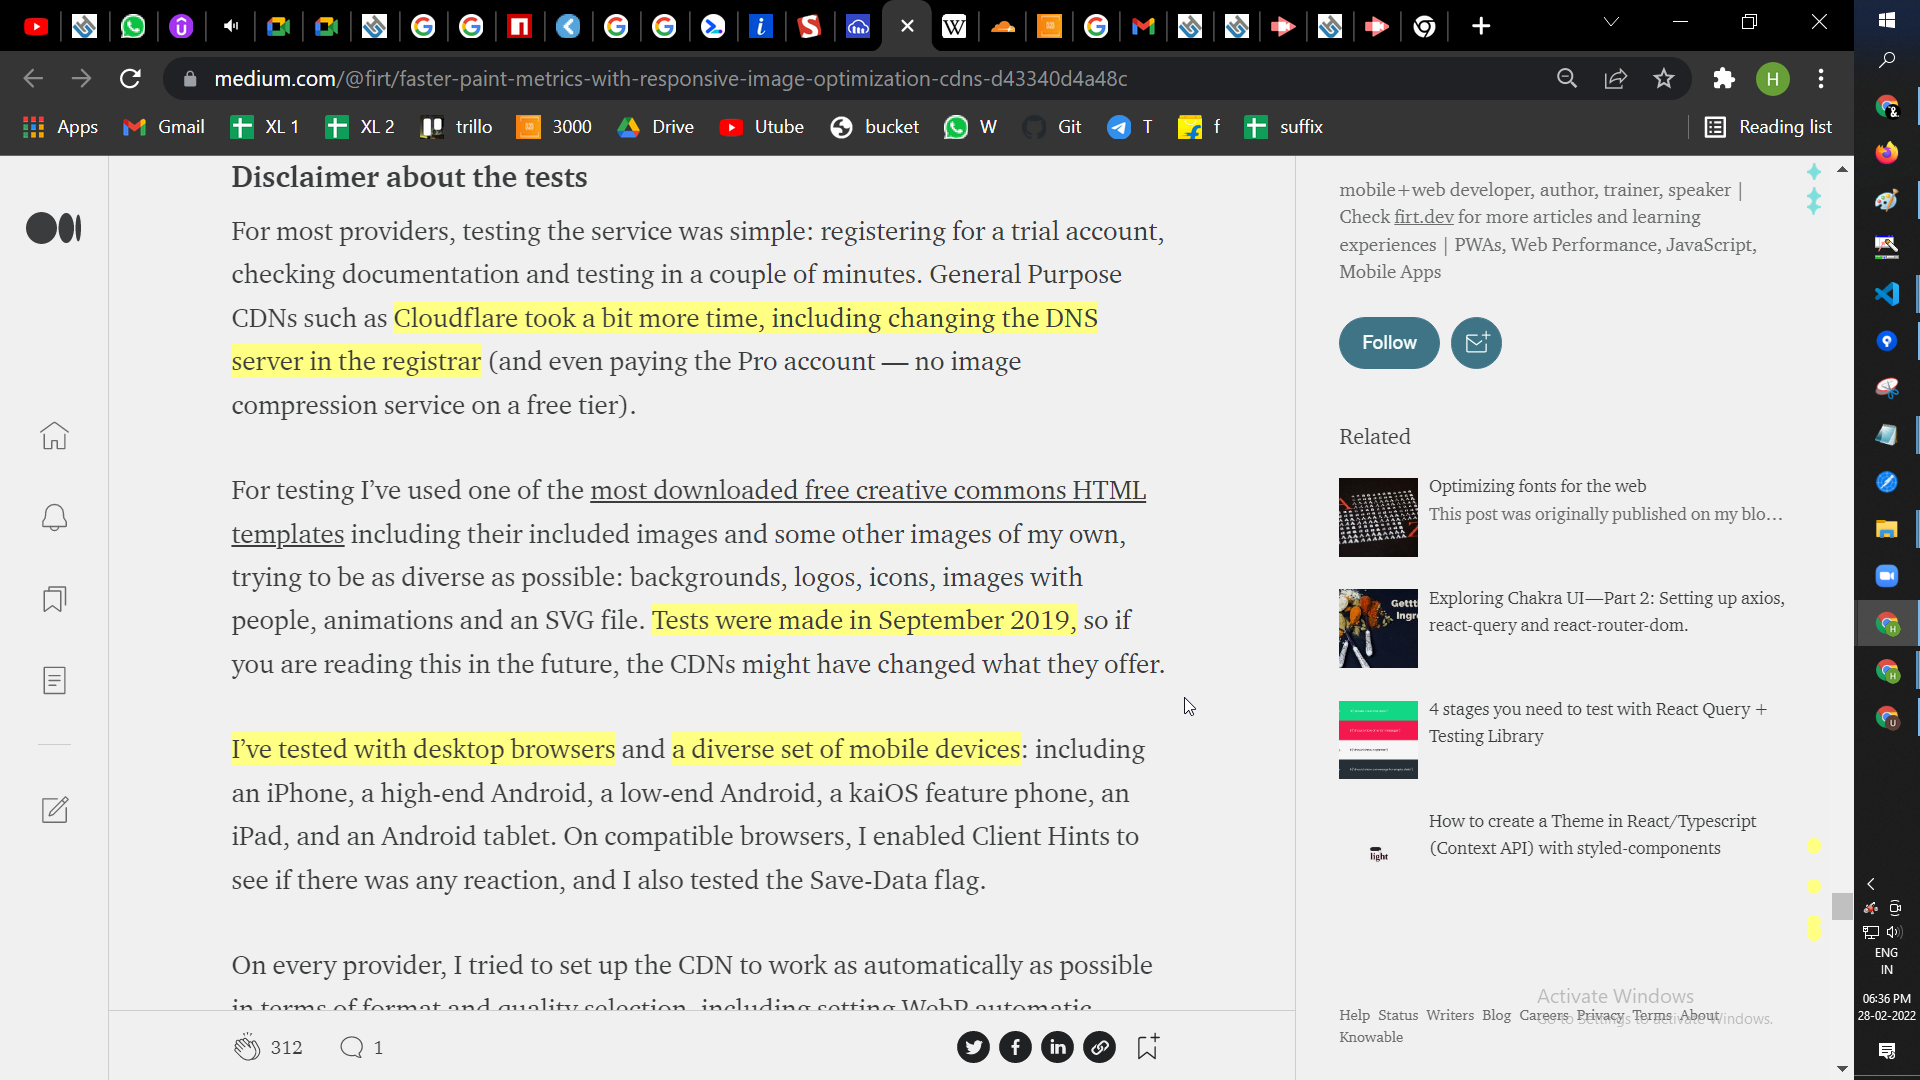 medium.com/@firt/faster-paint-metrics-with-responsive-image-optimization-cdns-d43340d4a48c
H
Apps
Gmail
XL 1
XL 2
trillo
3000
Drive
Utube
bucket
W
Git
T
f
suffix
Reading list
Disclaimer about the tests
For most providers, testing the service was simple: registering for a trial account,
checking documentation and testing in a couple of minutes. General Purpose
CDNs such as Cloudflare took a bit more time, including changing the DNS
server in the registrar (and even paying the Pro account — no image
compression service on a free tier).
For testing I’ve used one of the most downloaded free creative commons HTML
templates including their included images and some other images of my own,
trying to be as diverse as possible: backgrounds, logos, icons, images with
people, animations and an SVG file. Tests were made in September 2019, so if
you are reading this in the future, the CDNs might have changed what they offer.
I’ve tested with desktop browsers and a diverse set of mobile devices: including
an iPhone, a high-end Android, a low-end Android, a kaiOS feature phone, an
iPad, and an Android tablet. On compatible browsers, I enabled Client Hints to
see if there was any reaction, and I also tested the Save-Data flag.
On every provider, I tried to set up the CDN to work as automatically as possible
in terms of format and quality selection, including setting WebP automatic
312
1
mobile+web developer, author, trainer, speaker |
Check firt.dev for more articles and learning
experiences | PWAs, Web Performance, JavaScript,
Mobile Apps
Follow
Related
Optimizing fonts for the web
This post was originally published on my blo…
Exploring Chakra UI—Part 2: Setting up axios,
react-query and react-router-dom.
4 stages you need to test with React Query +
Testing Library
How to create a Theme in React/Typescript
(Context API) with styled-components
light
Activate Windows
Go to Settings to activate Windows.
Help Status Writers Blog Careers Privacy Terms About
Knowable
ENG
IN
06:36 PM
28-02-2022